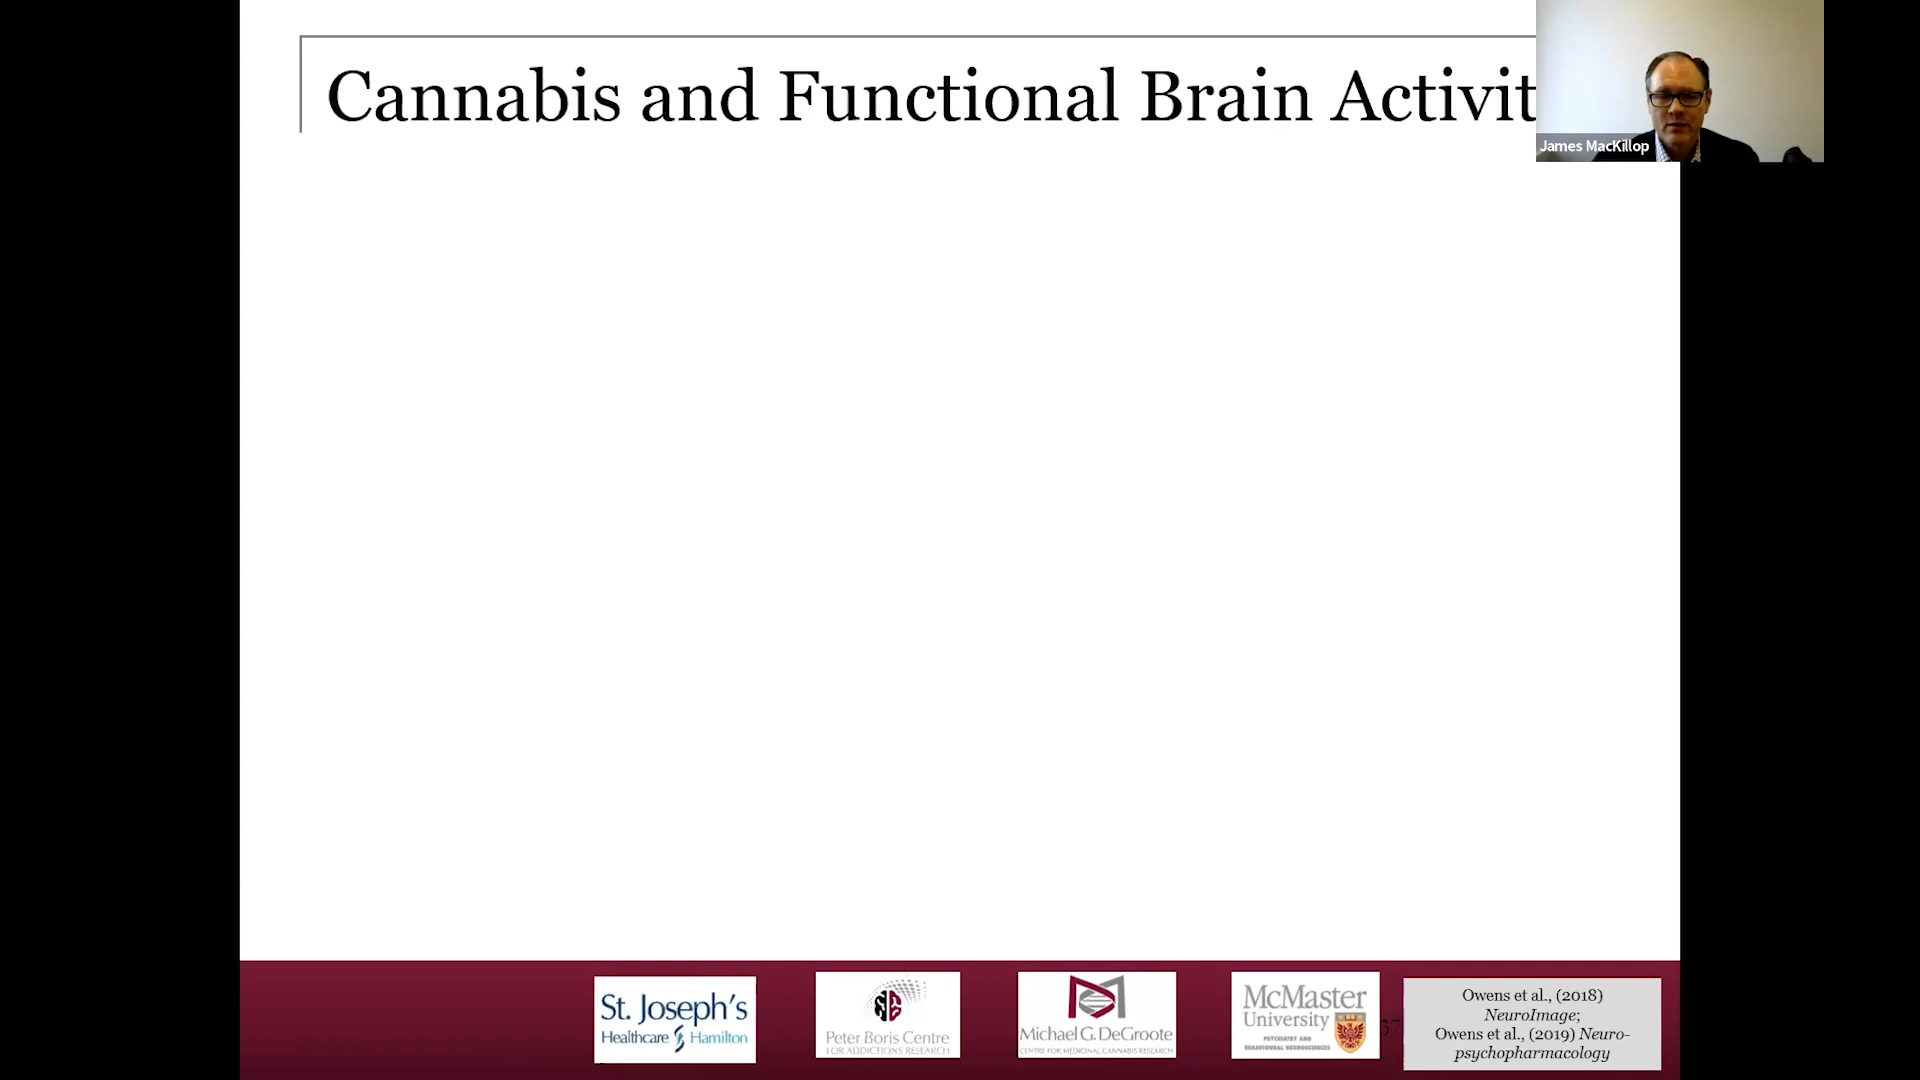 Cannabis and Functional Brain Activit
James MacKillop
St. Joseph's
Healthcare Hamilton
Peter Boris Centre
FOR ADDICTIONS RESEARCH
Michael G. DeGroote
CENTRE FOR MEDICINAL CANNABIS RESEARCH
McMaster
University
PSYCHIATRY AND
BEHAVIOURAL NEUROSCIENCES
37
Owens et al., (2018)
NeuroImage;
Owens et al., (2019) Neuro-
psychopharmacology